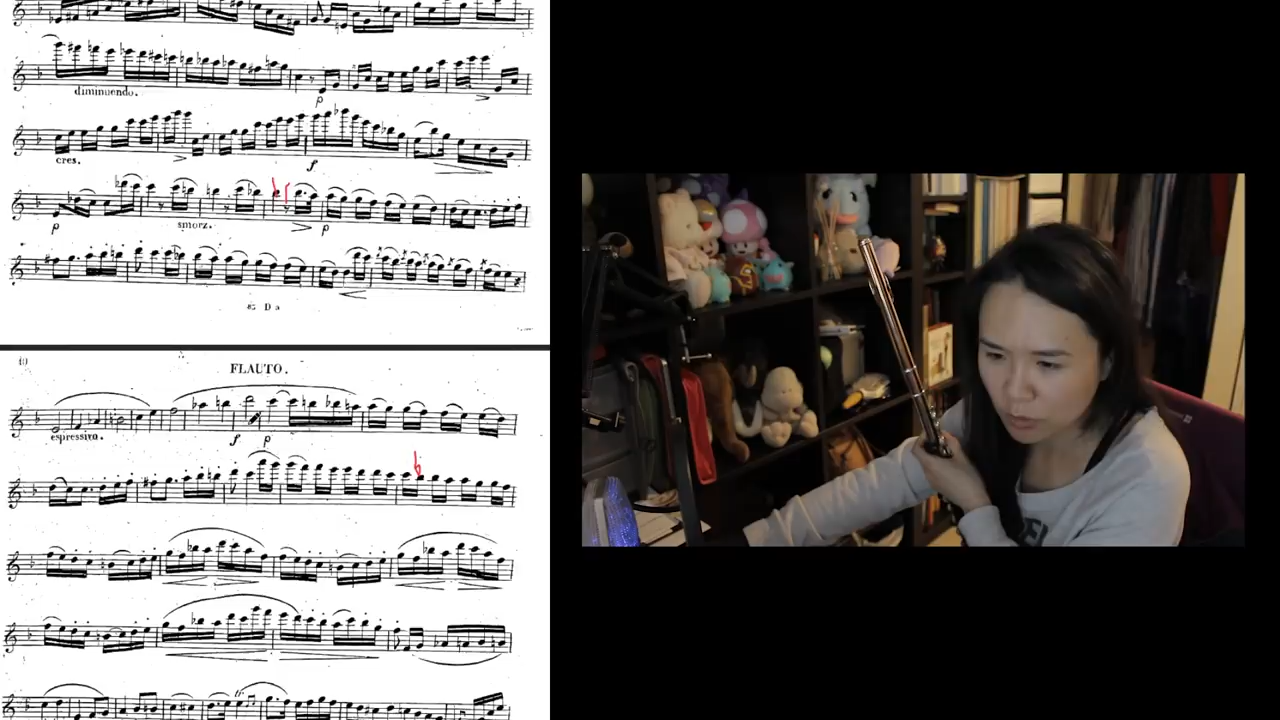 diminuendo.
p
cres.
f
p
smorz.
p
FLAUTO.
espressivo.
f p